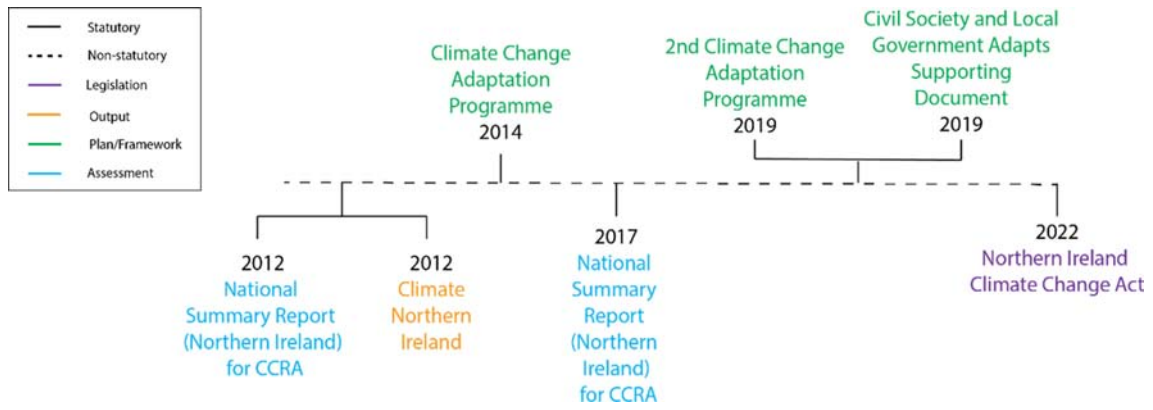 Statutory
Non-statutory
Legislation
Output
Plan/Framework
Assessment
Climate Change
Adaptation
Programme
2014
2nd Climate Change
Adaptation
Programme
2019
Civil Society and Local
Government Adapts
Supporting
Document
2019
2012
National
Summary Report
(Northern Ireland)
for CCRA
2012
Climate
Northern
Ireland
2017
National
Summary
Report
(Northern
Ireland)
for CCRA
2022
Northern Ireland
Climate Change Act